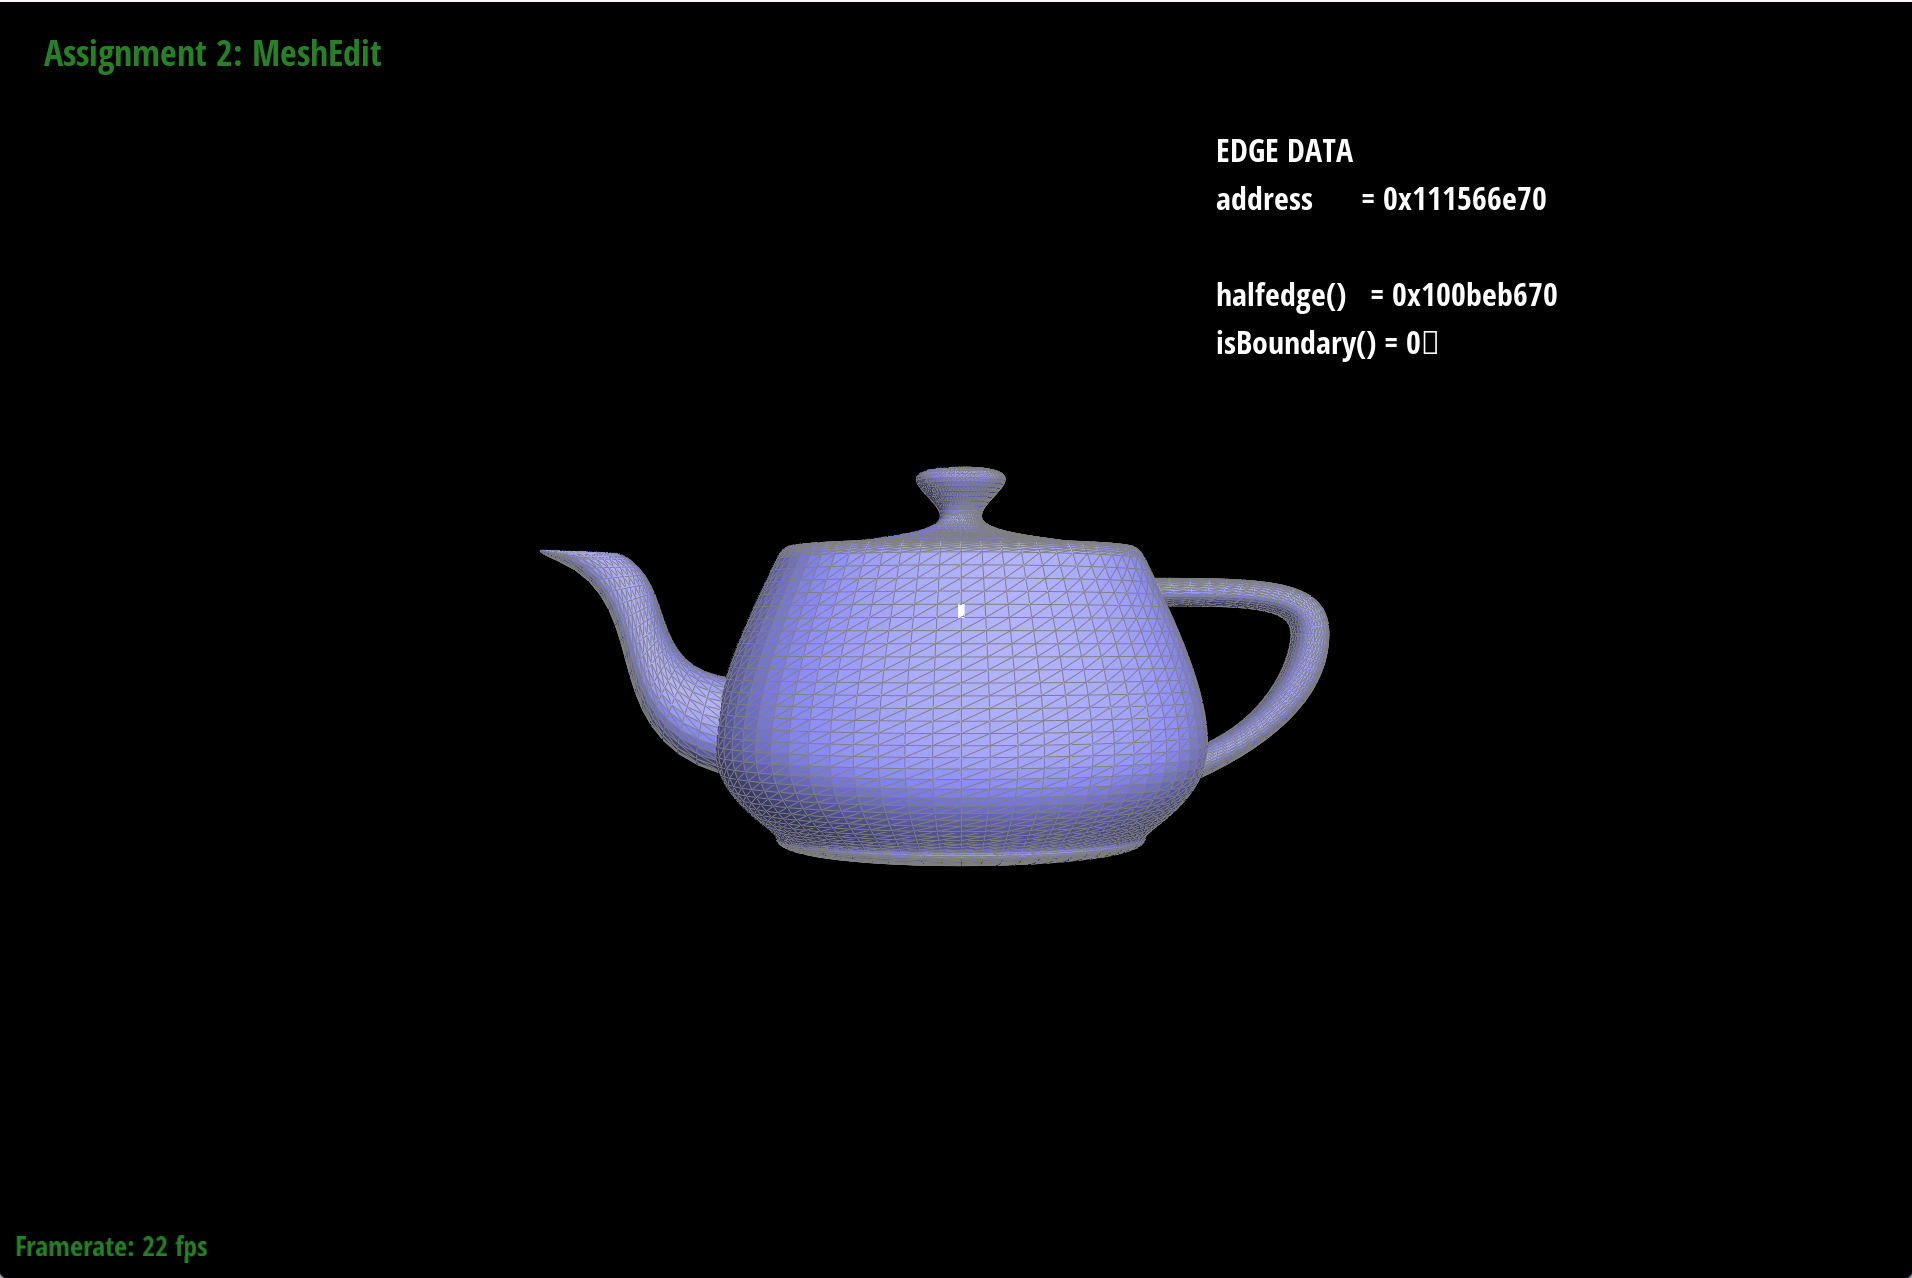 Assignment 2: MeshEdit
EDGE DATA
address = 0x111566e70
halfedge() = 0x100beb670
isBoundary() = 0▯
Framerate: 22 fps